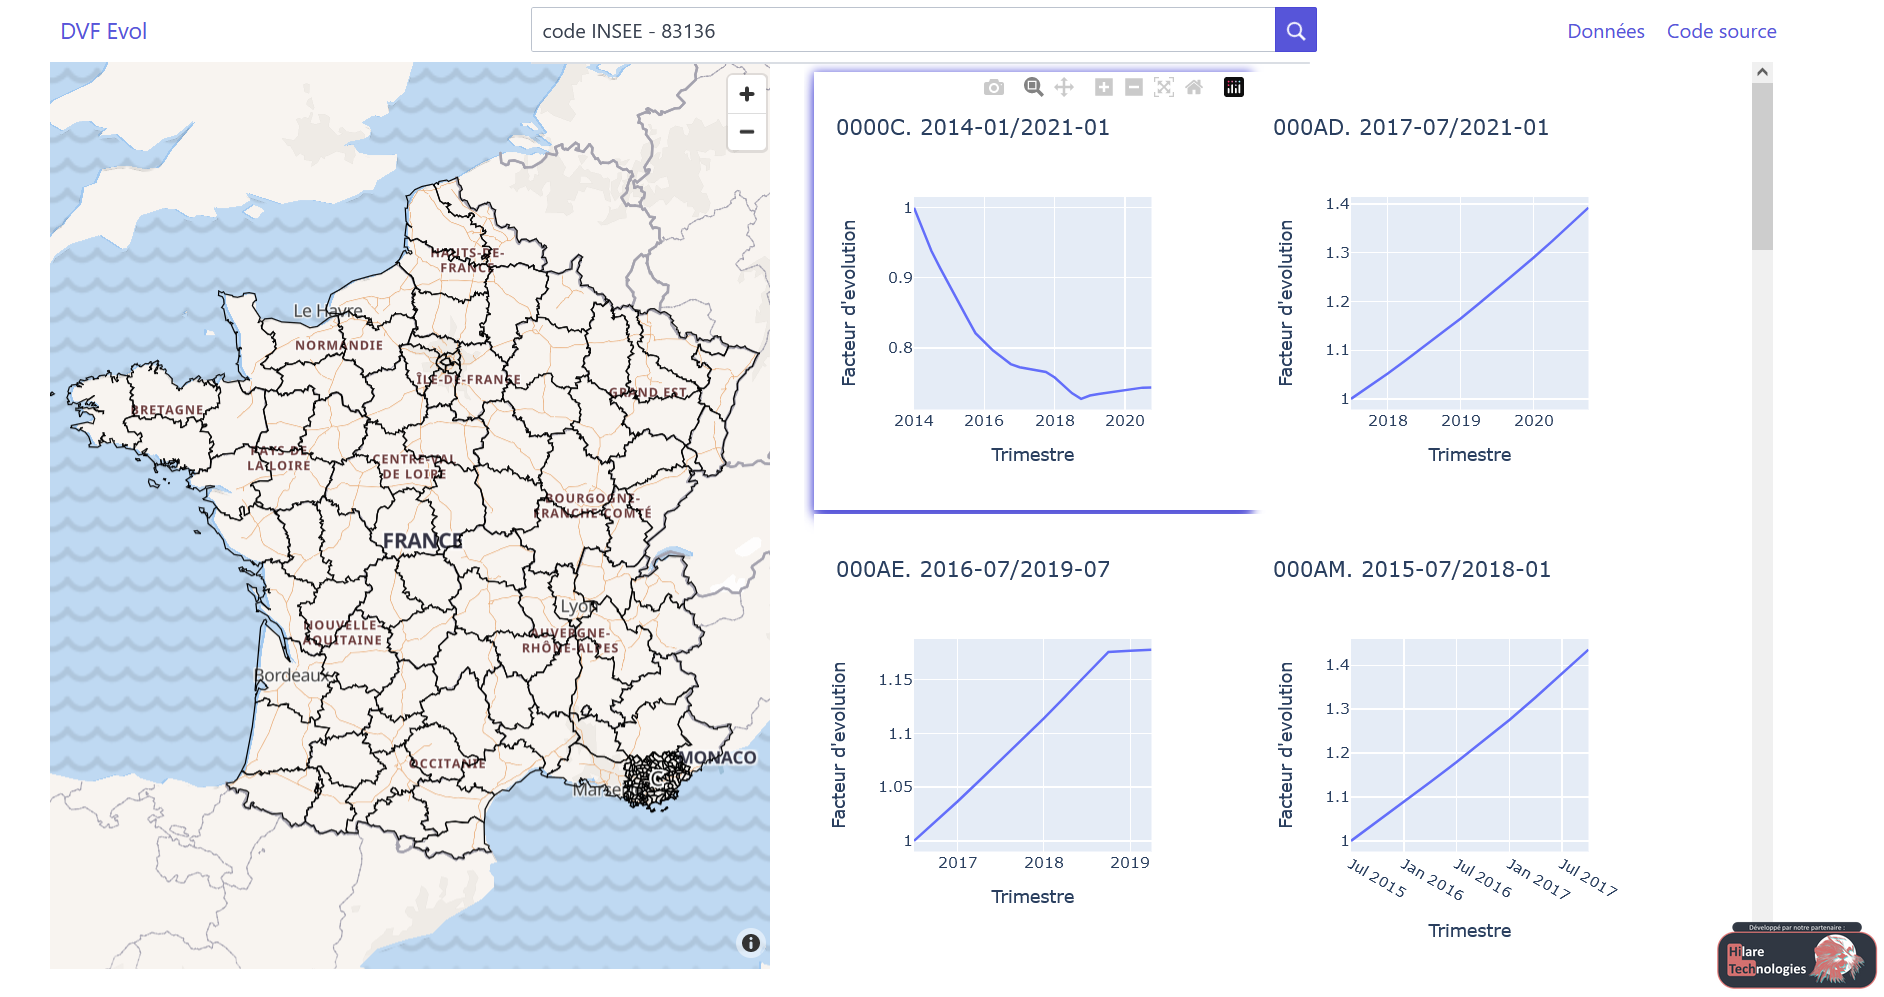 DVF Evol
code INSEE - 83136
Données
Code source
HAUTS-DE-
FRANCE
Le Havre
NORMANDIE
ÎLE-DE-FRANCE
GRAND EST
BRETAGNE
PAYS DE
LA LOIRE
CENTRE-VAL
DE LOIRE
BOURGOGNE-
FRANCHE-COMTÉ
FRANCE
Lyon
NOUVELLE-
AQUITAINE
AUVERGNE-
RHÔNE-ALPES
Bordeaux
MONACO
OCCITANIE
C
0000C. 2014-01/2021-01
1
0.9
0.8
2014
2016
2018
2020
Facteur d'evolution
Trimestre
000AD. 2017-07/2021-01
1.4
1.3
1.2
1.1
1
2018
2019
2020
Facteur d'evolution
Trimestre
000AE. 2016-07/2019-07
1.15
1.1
1.05
1
2017
2018
2019
Facteur d'evolution
Trimestre
000AM. 2015-07/2018-01
1.4
1.3
1.2
1.1
1
Jul 2015
Jan 2016
Jul 2016
Jan 2017
Jul 2017
Facteur d'evolution
Trimestre
Développé par notre partenaire :
Hilare
Technologies